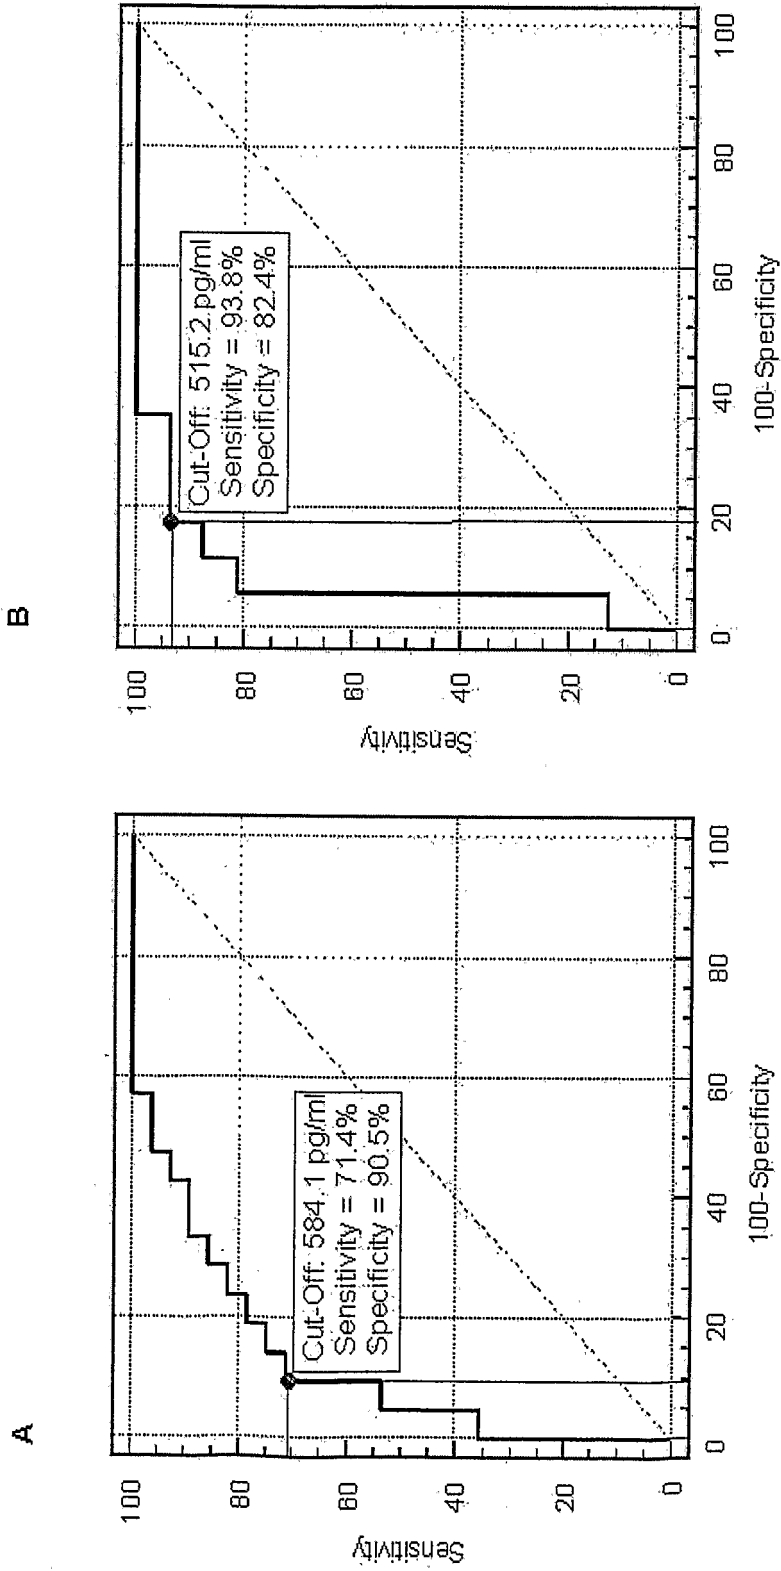 A
Sensitivity
100
80
60
40
20
0
Cut-Off: 584.1 pg/ml
Sensitivity = 71.4%
Specificity = 90.5%
0 20 40 60 80 100
100-Specificity
B
Sensitivity
100
80
60
40
20
0
Cut-Off: 515.2 pg/ml
Sensitivity = 93.8%
Specificity = 82.4%
0 20 40 60 80 100
100-Specificity